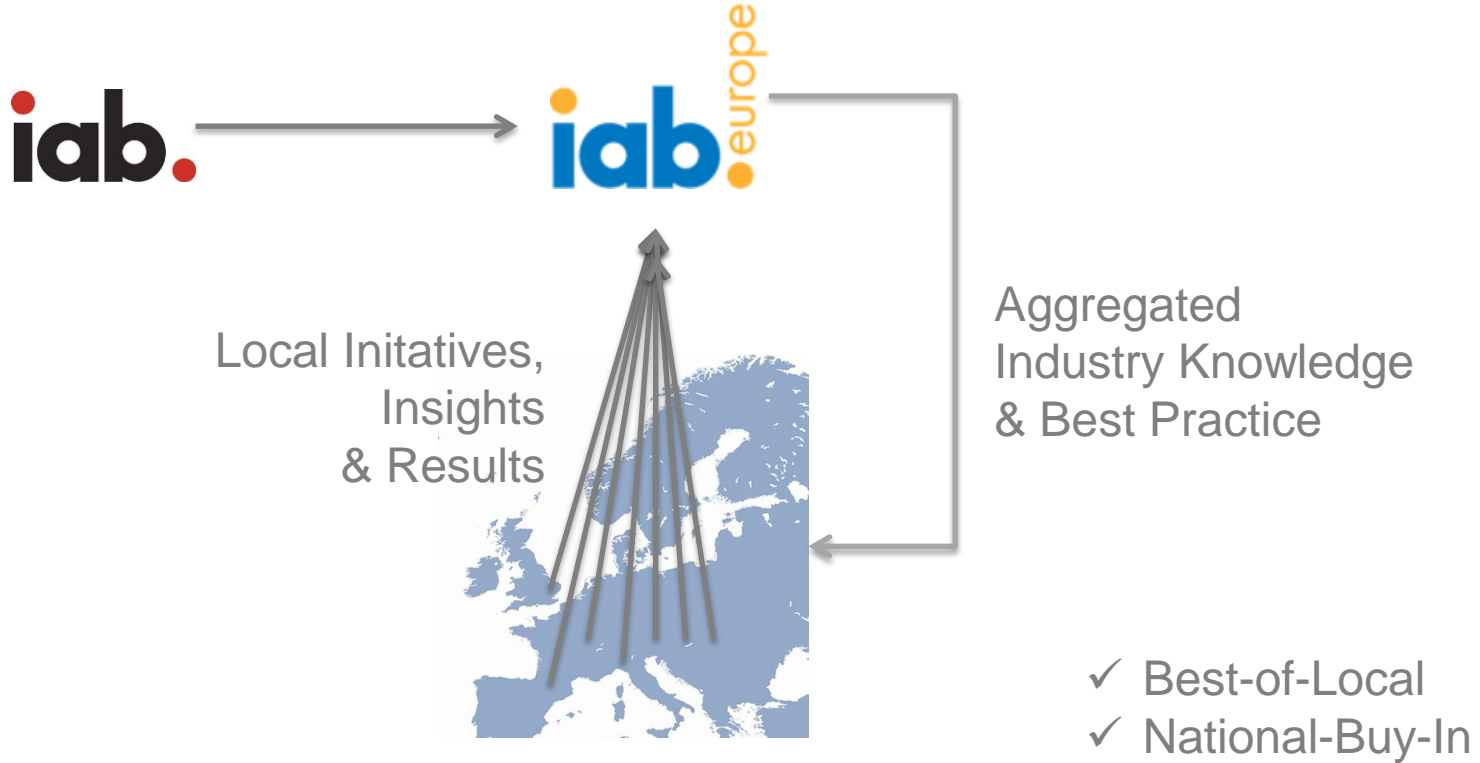 iab.
iab.
europe
Local Initatives,
Insights
& Results
Aggregated
Industry Knowledge
& Best Practice
✓ Best-of-Local
✓ National-Buy-In